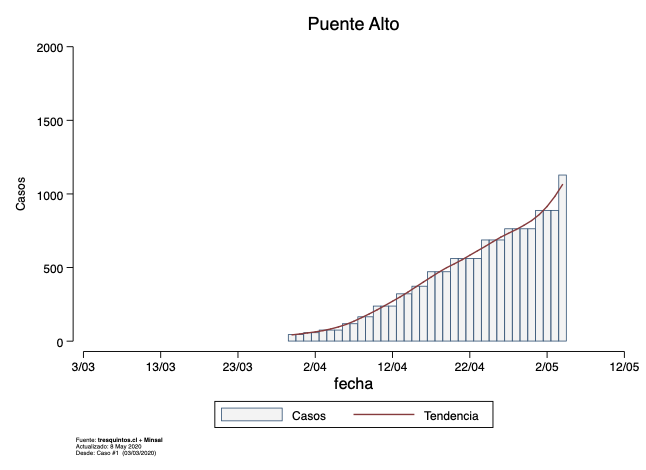 Puente Alto
2000
1500
1000
500
0
Casos
3/03 13/03 23/03 2/04 12/04 22/04 2/05 12/05
fecha
Casos Tendencia
Fuente: tresquintos.cl + Minsal
Actualizado: 8 May 2020
Desde: Caso #1 (03/03/2020)